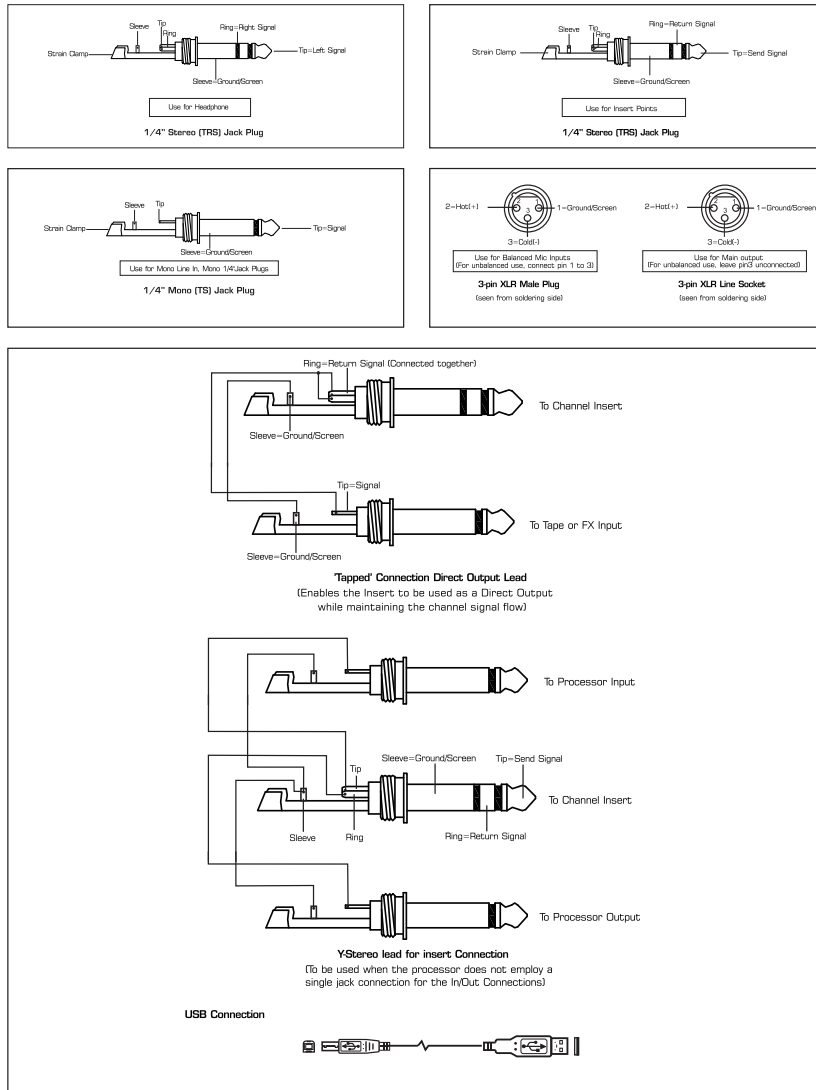 Sleeve
Tip
Ring
Ring=Right Signal
Strain Clamp
Tip=Left Signal
Sleeve=Ground/Screen
Use for Headphone
1/4" Stereo (TRS) Jack Plug
Sleeve
Tip
Ring
Ring=Return Signal
Strain Clamp
Tip=Send Signal
Sleeve=Ground/Screen
Use for Insert Points
1/4" Stereo (TRS) Jack Plug
Sleeve
Tip
Strain Clamp
Tip=Signal
Sleeve=Ground/Screen
Use for Mono Line In, Mono 1/4"Jack Plugs
1/4" Mono (TS) Jack Plug
2=Hot(+)
2
1
3
1=Ground/Screen
3=Cold(-)
Use for Balanced Mic Inputs
(For unbalanced use, connect pin 1 to 3)
3-pin XLR Male Plug
(seen from soldering side)
2=Hot(+)
2
1
3
1=Ground/Screen
3=Cold(-)
Use for Main output
(For unbalanced use, leave pin3 unconnected)
3-pin XLR Line Socket
(seen from soldering side)
Ring=Return Signal (Connected together)
To Channel Insert
Sleeve=Ground/Screen
Tip=Signal
To Tape or FX Input
Sleeve=Ground/Screen
'Tapped' Connection Direct Output Lead
(Enables the Insert to be used as a Direct Output
while maintaining the channel signal flow)
To Processor Input
Sleeve=Ground/Screen
Tip=Send Signal
Tip
To Channel Insert
Sleeve
Ring
Ring=Return Signal
To Processor Output
Y-Stereo lead for insert Connection
(To be used when the processor does not employ a
single jack connection for the In/Out Connections)
USB Connection